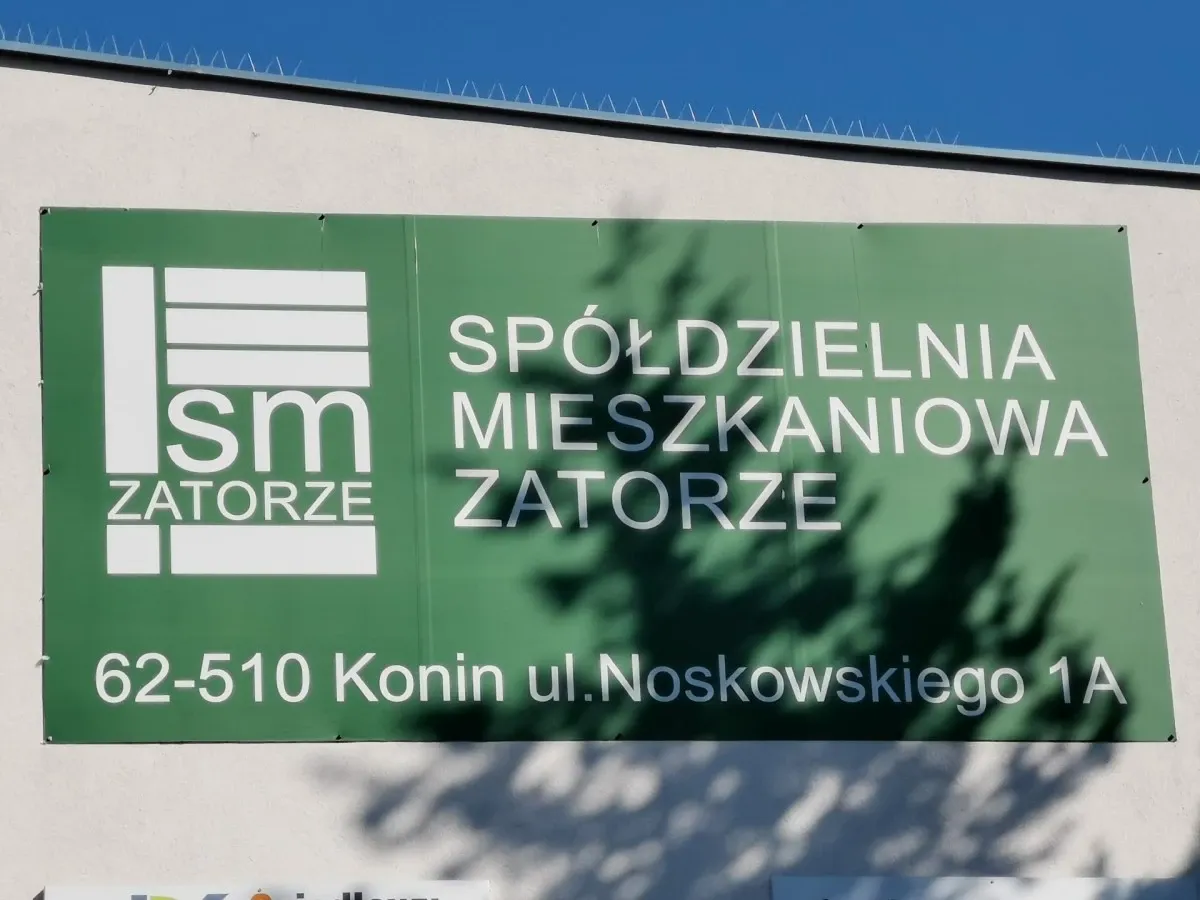 sm
ZATORZE
SPÓŁDZIELNIA
MIESZKANIOWA
ZATORZE
62-510 Konin ul.Noskowskiego 1A